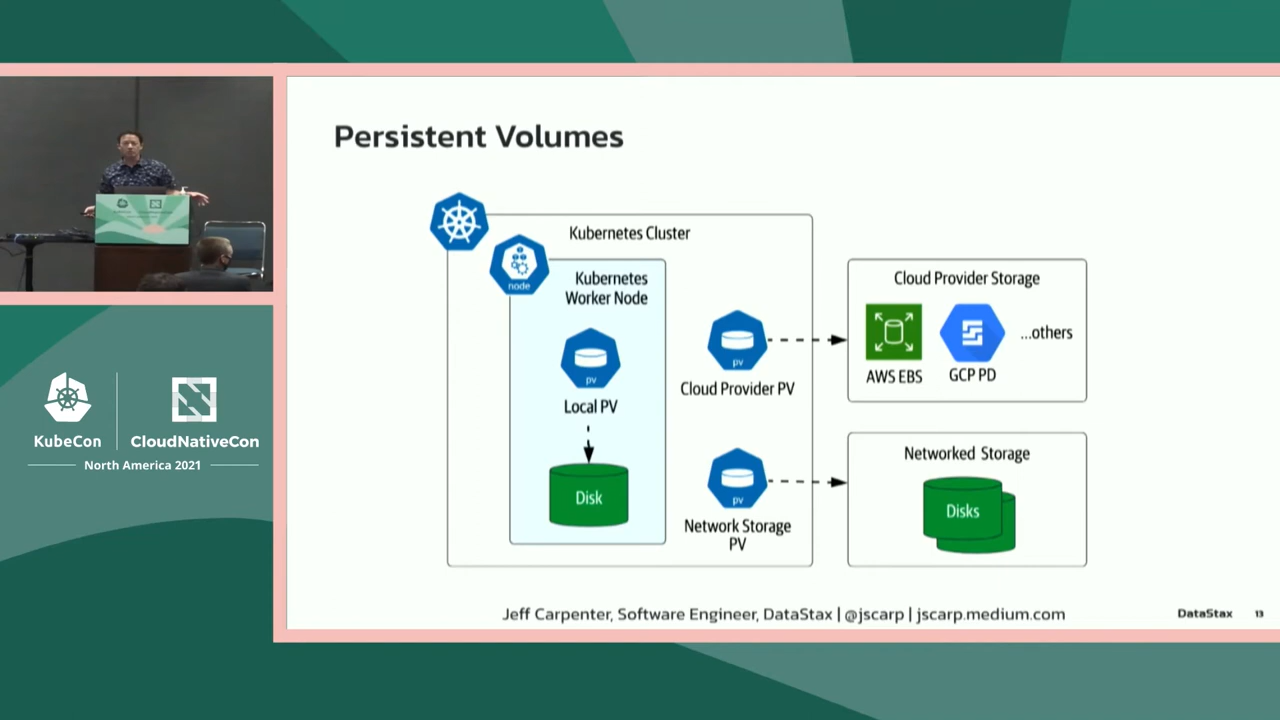 Persistent Volumes
Kubernetes Cluster
node
Kubernetes
Worker Node
pv
Local PV
Disk
pv
Cloud Provider PV
pv
Network Storage
PV
Cloud Provider Storage
AWS EBS
GCP PD
...others
Networked Storage
Disks
Jeff Carpenter, Software Engineer, DataStax | @jscarp | jscarp.medium.com
DataStax
13
KubeCon
CloudNativeCon
North America 2021